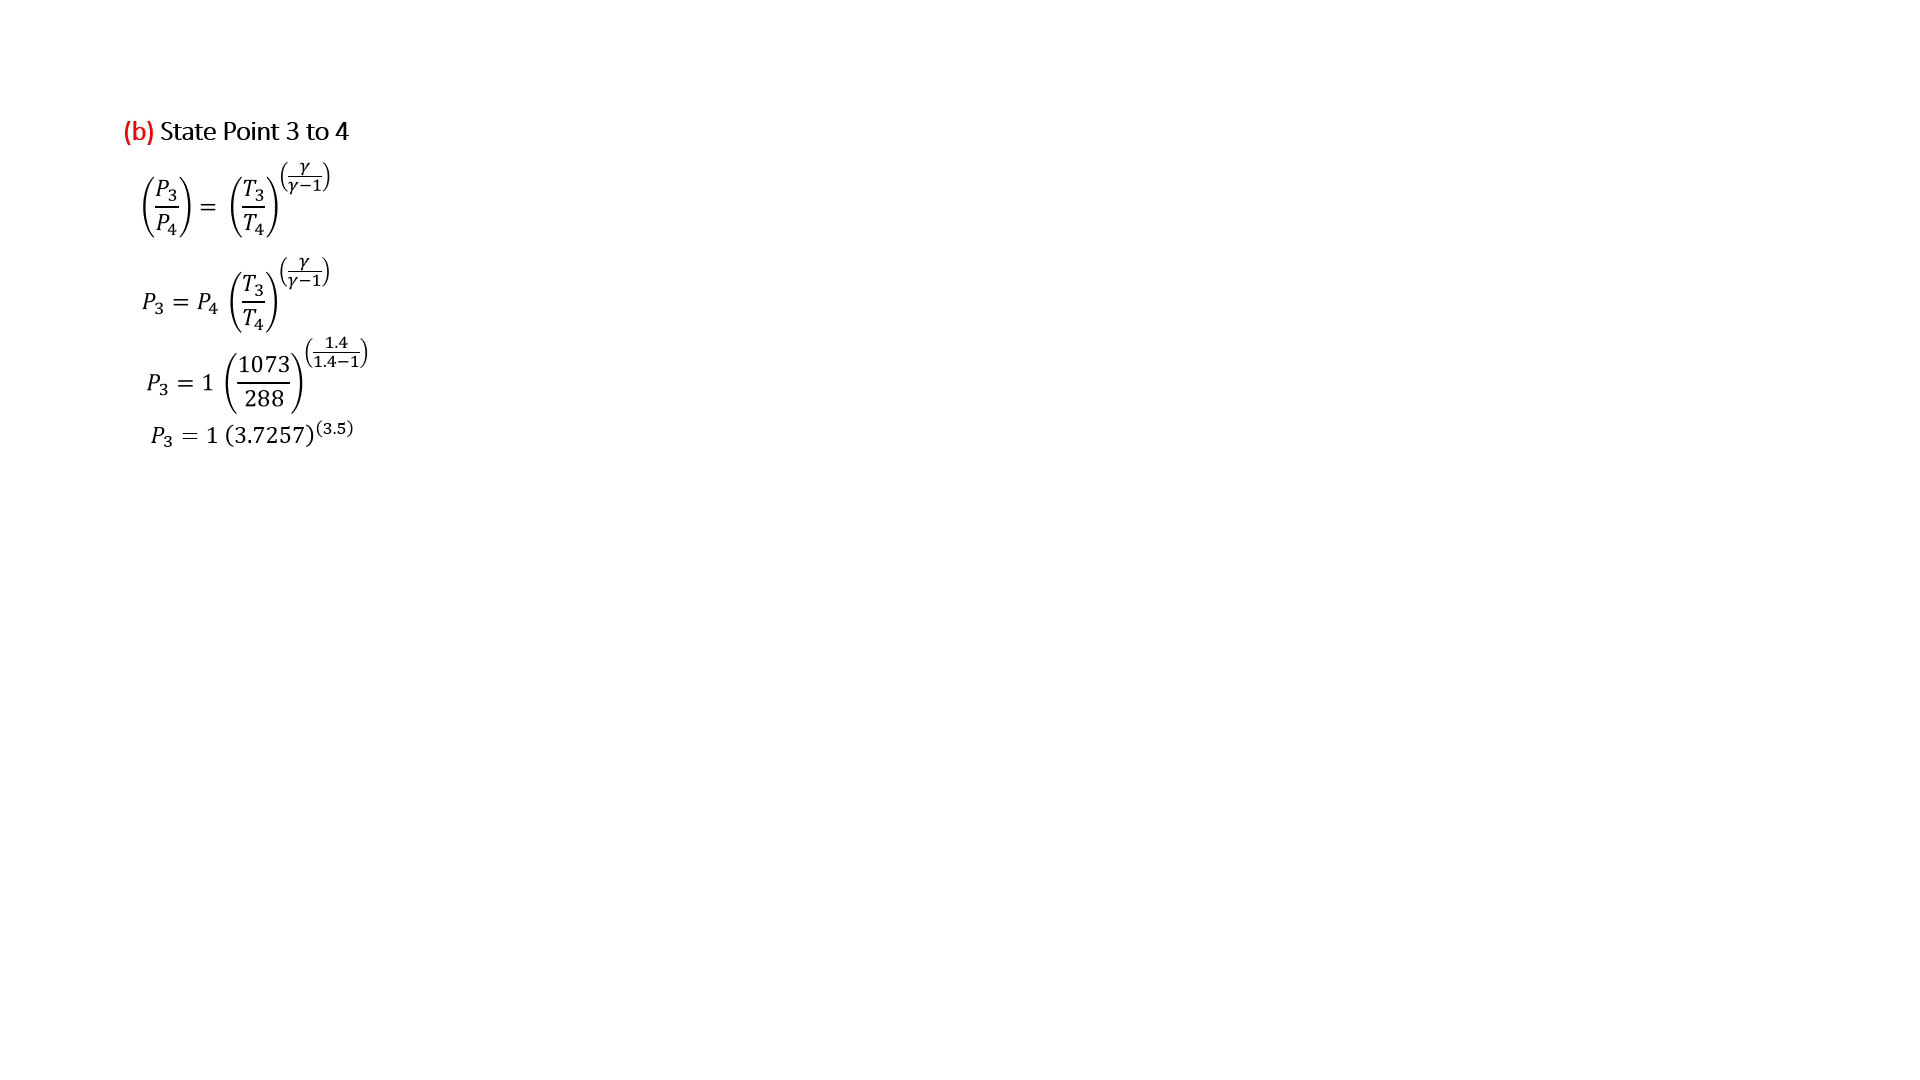 (b) State Point 3 to 4
(P₃/P₄) = (T₃/T₄)^(γ/(γ−1))
P₃ = P₄ (T₃/T₄)^(γ/(γ−1))
P₃ = 1 (1073/288)^(1.4/(1.4−1))
P₃ = 1 (3.7257)^(3.5)